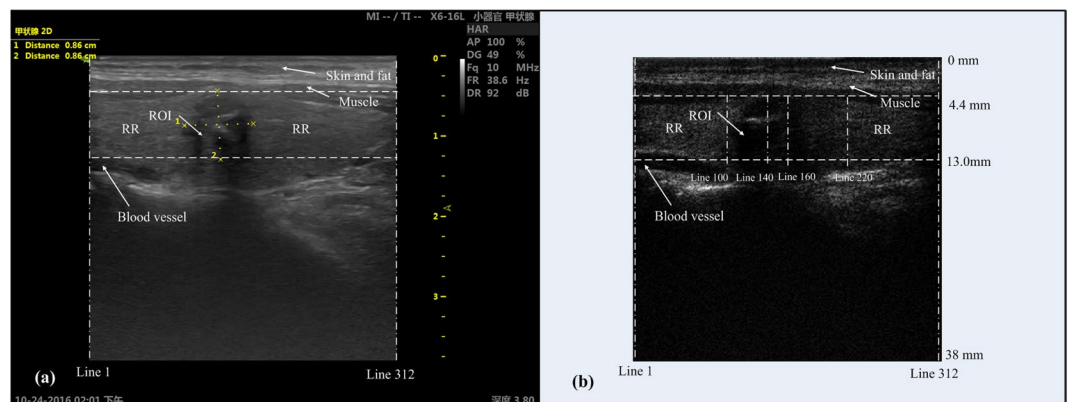 MI -- / TI -- X6-16L 小器官 甲状腺
甲状腺 2D
1 Distance 0.86 cm
2 Distance 0.86 cm
HAR
AP 100 %
DG 49 %
Fq 10 MHz
FR 38.6 Hz
DR 92 dB
0
1
2
3
Skin and fat
Muscle
ROI
RR
RR
1
2
Blood vessel
A
(a)
Line 1
Line 312
10-24-2016 02:01 下午
深度 3.80
Skin and fat
Muscle
0 mm
4.4 mm
ROI
RR
RR
13.0mm
Line 100
Line 140
Line 160
Line 220
Blood vessel
38 mm
(b)
Line 1
Line 312